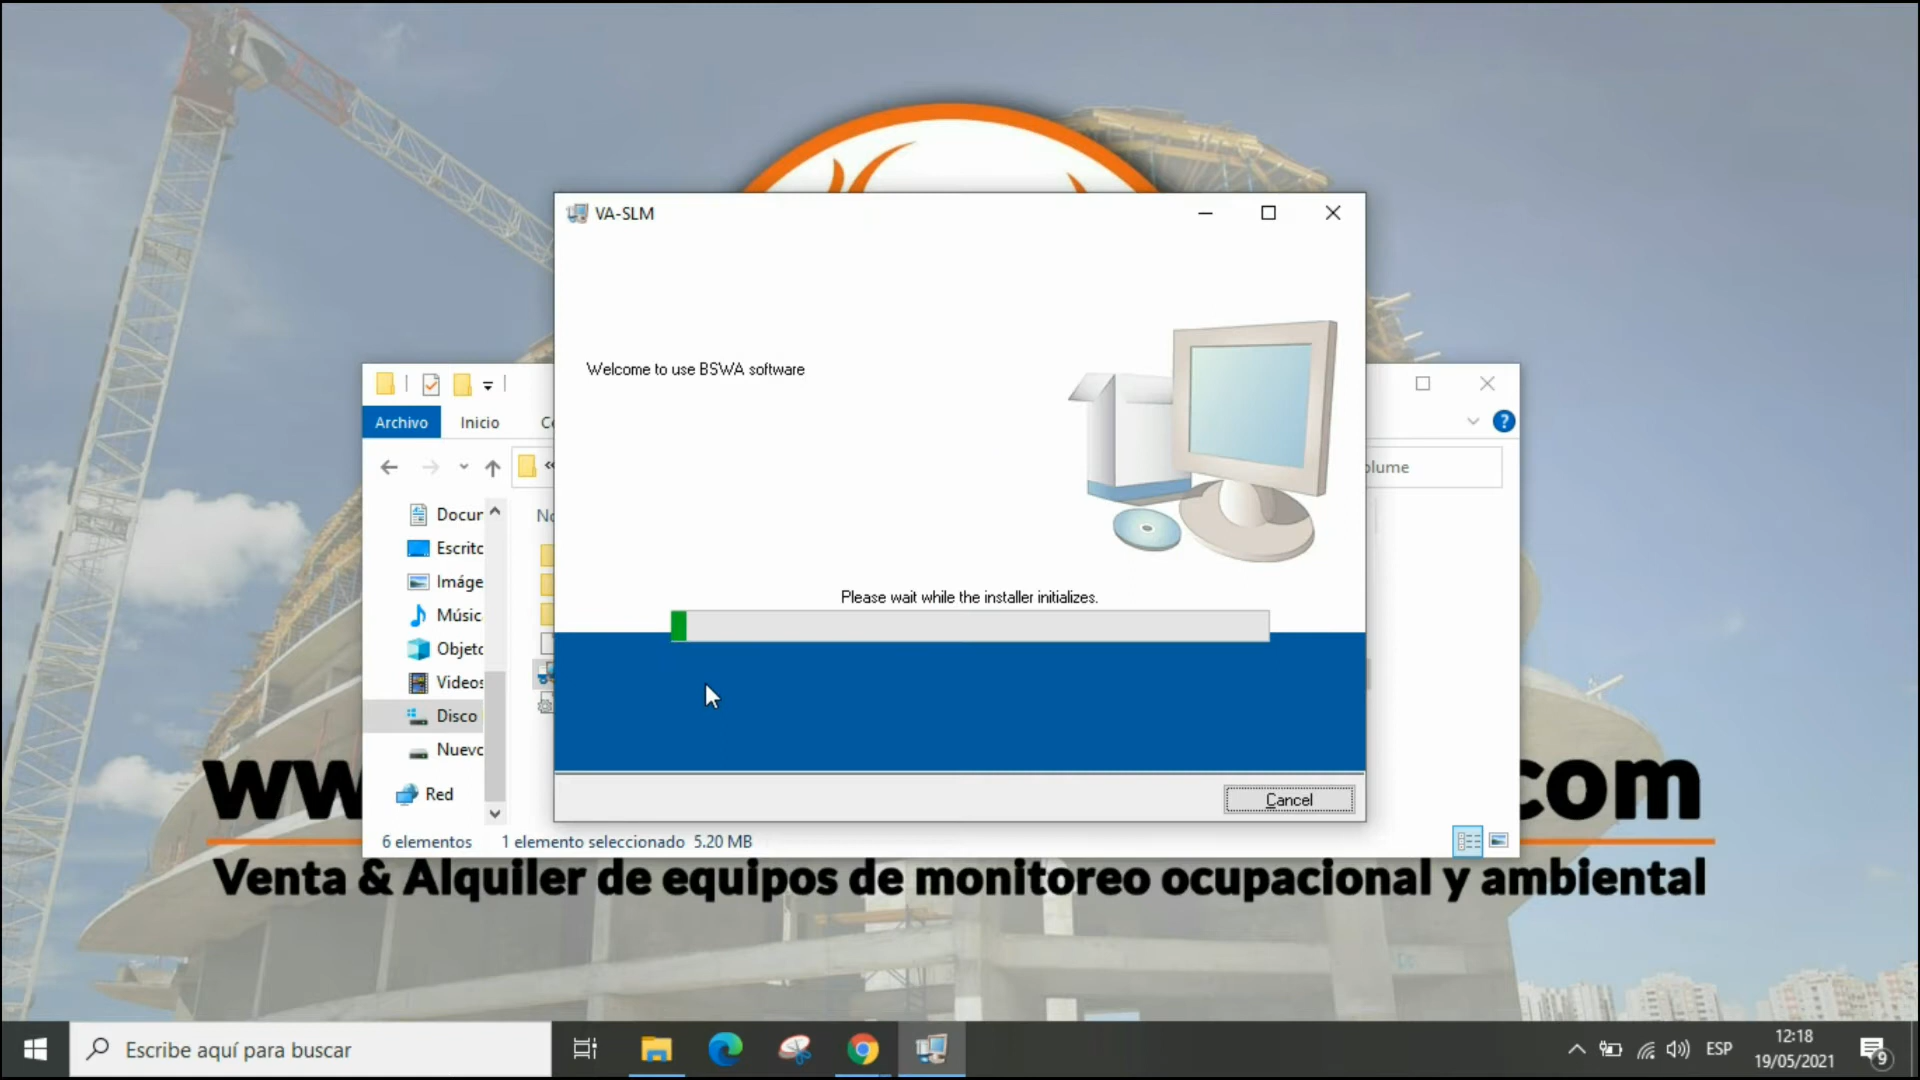 VA-SLM
Welcome to use BSWA software
Please wait while the installer initializes.
Cancel
Archivo
Inicio
olume
Docur
Escrito
Imáge
Músic
Objeto
Videos
Disco
Nuevo
Red
6 elementos
1 elemento seleccionado 5.20 MB
com
Venta & Alquiler de equipos de monitoreo ocupacional y ambiental
Escribe aquí para buscar
ESP
12:18
19/05/2021
9